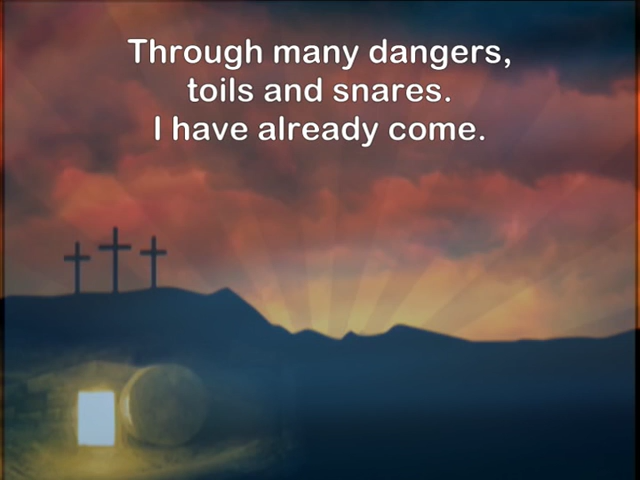 Through many dangers,
toils and snares.
I have already come.